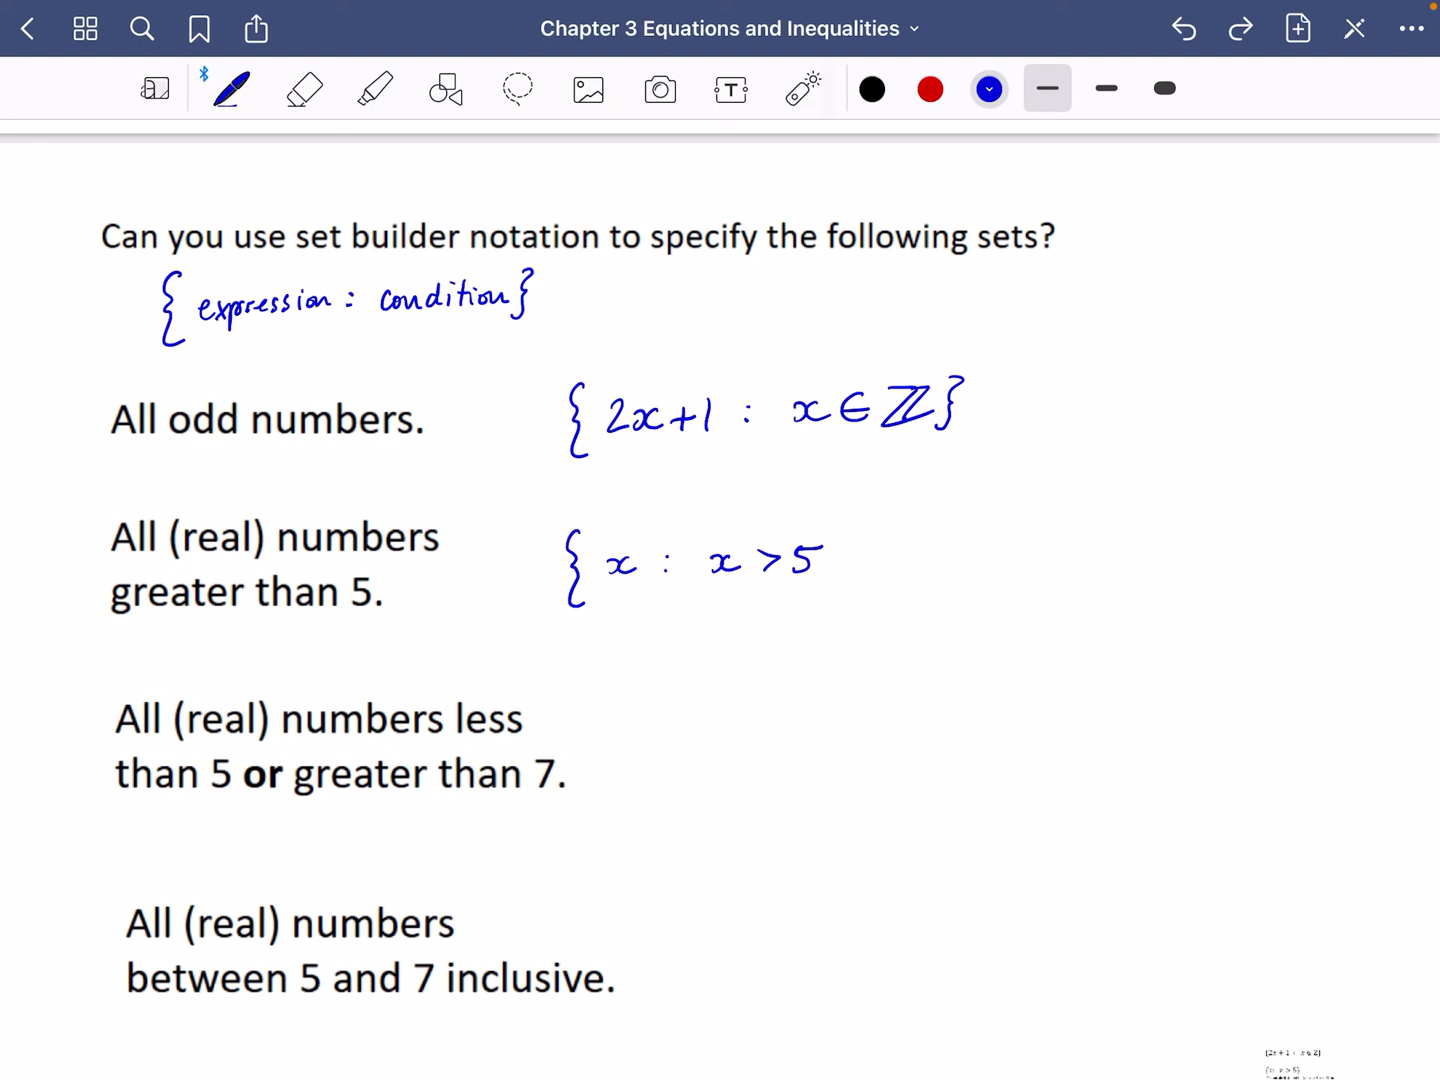 Chapter 3 Equations and Inequalities
Can you use set builder notation to specify the following sets?
{ expression : condition }
All odd numbers.
{ 2x+1 : x ∈ ℤ }
All (real) numbers
greater than 5.
{ x : x > 5
All (real) numbers less
than 5 or greater than 7.
All (real) numbers
between 5 and 7 inclusive.